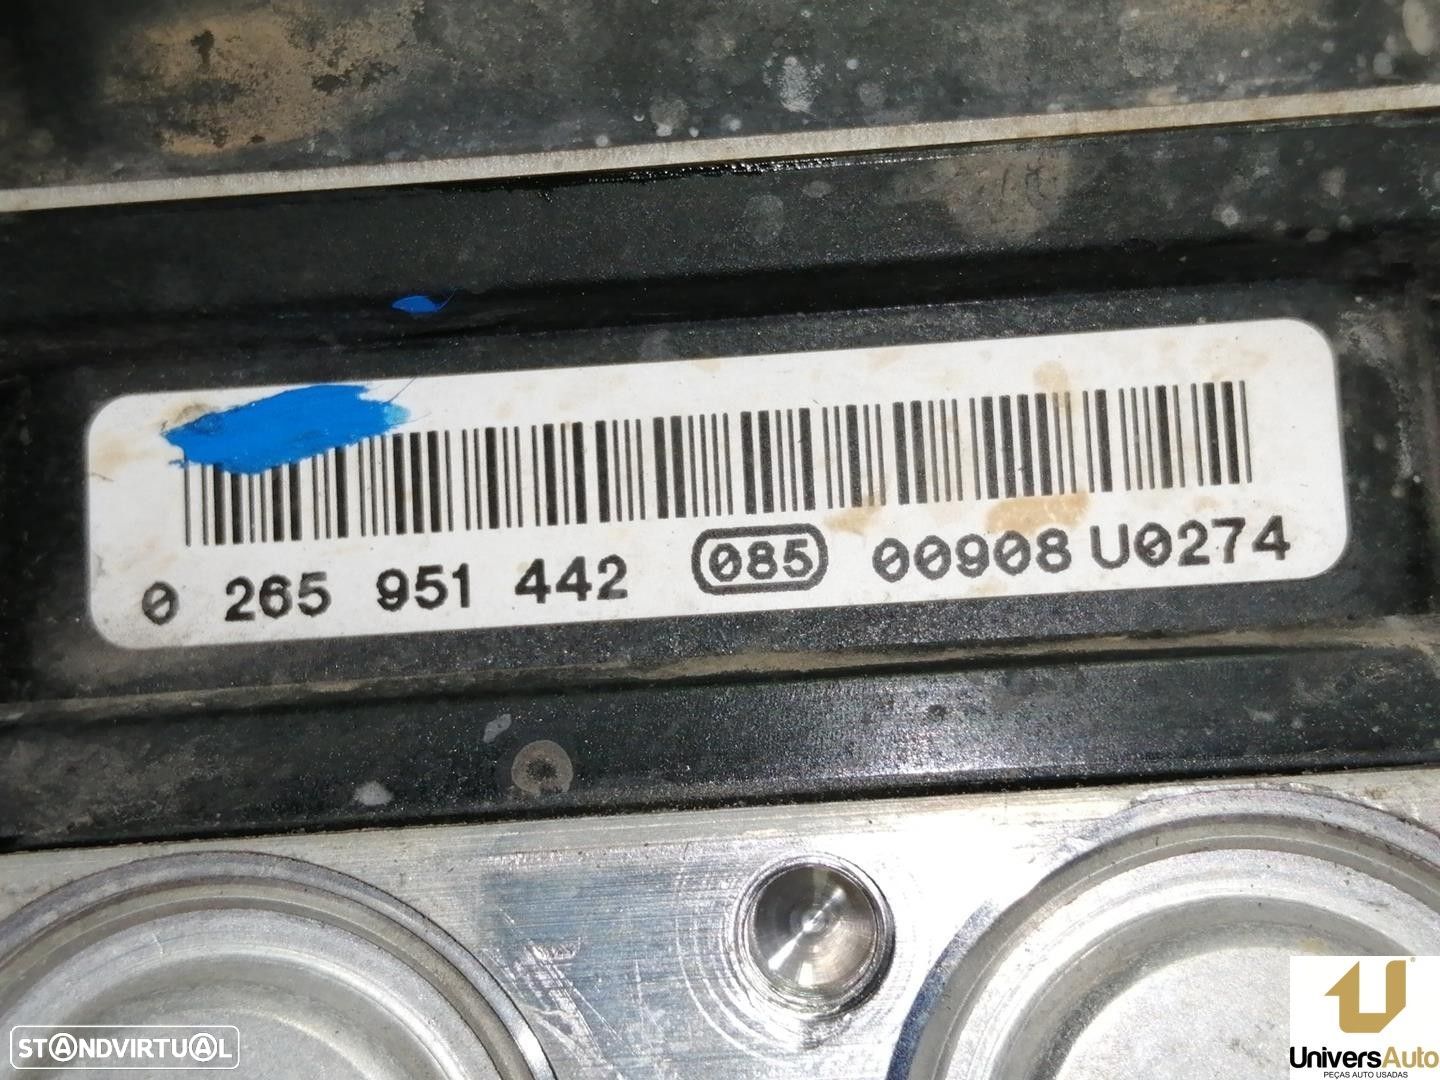 0 265 951 442 085 00908 U0274
STANDVIRTUAL
UniversAuto
PEÇAS AUTO USADAS